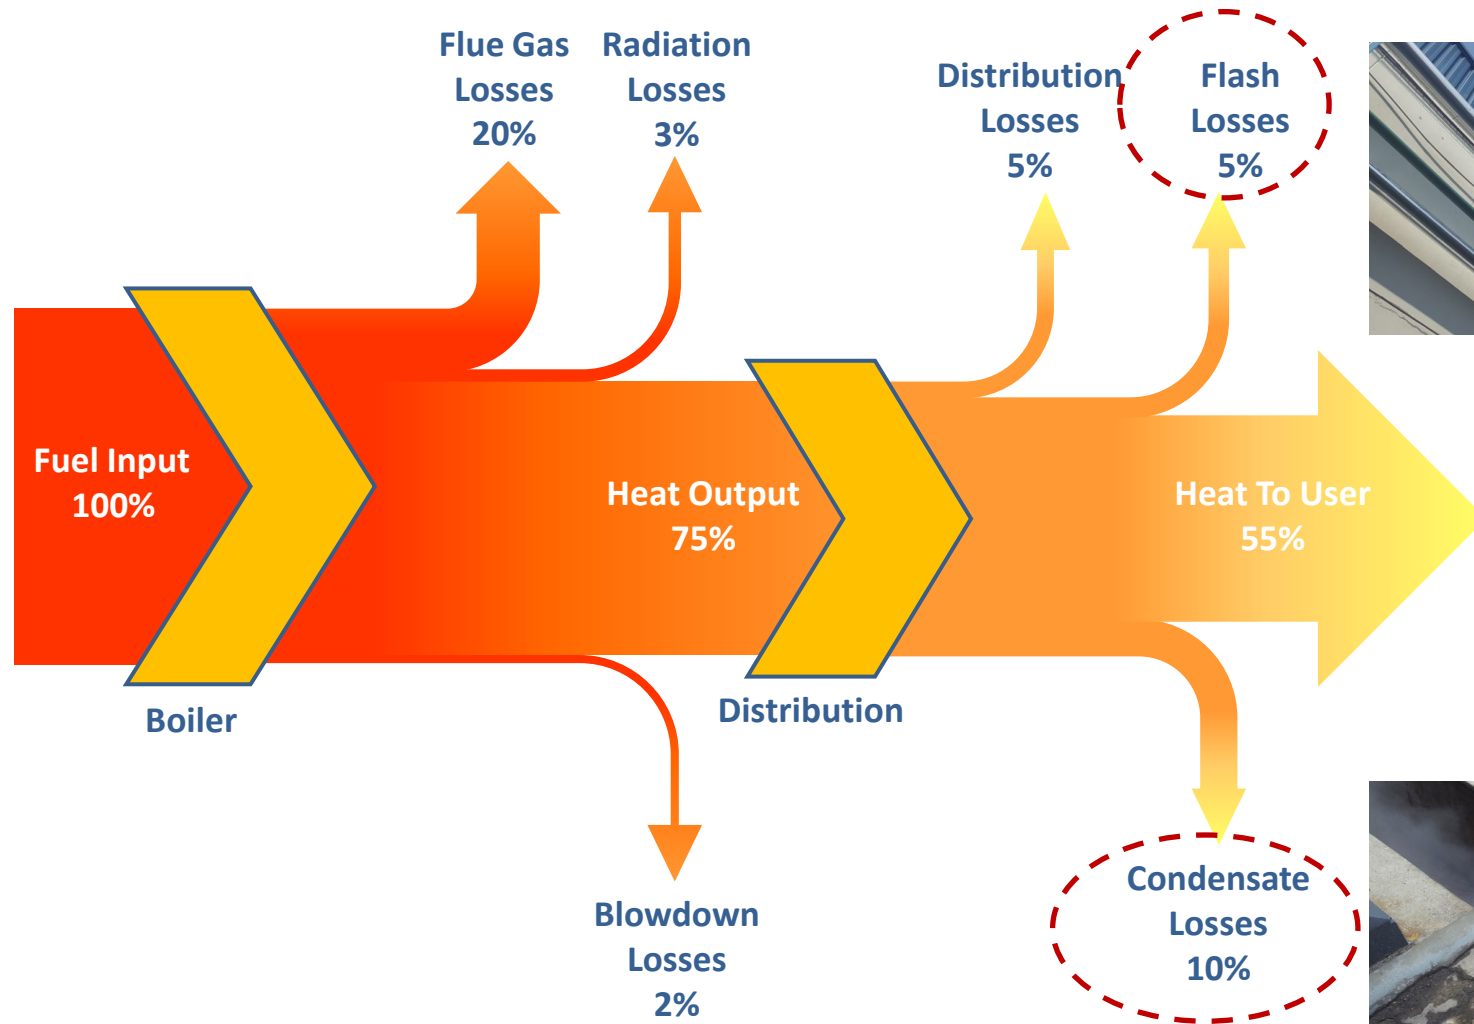 Flue Gas
Losses
20%
Radiation
Losses
3%
Distribution
Losses
5%
Flash
Losses
5%
Fuel Input
100%
Heat Output
75%
Heat To User
55%
Boiler
Distribution
Blowdown
Losses
2%
Condensate
Losses
10%